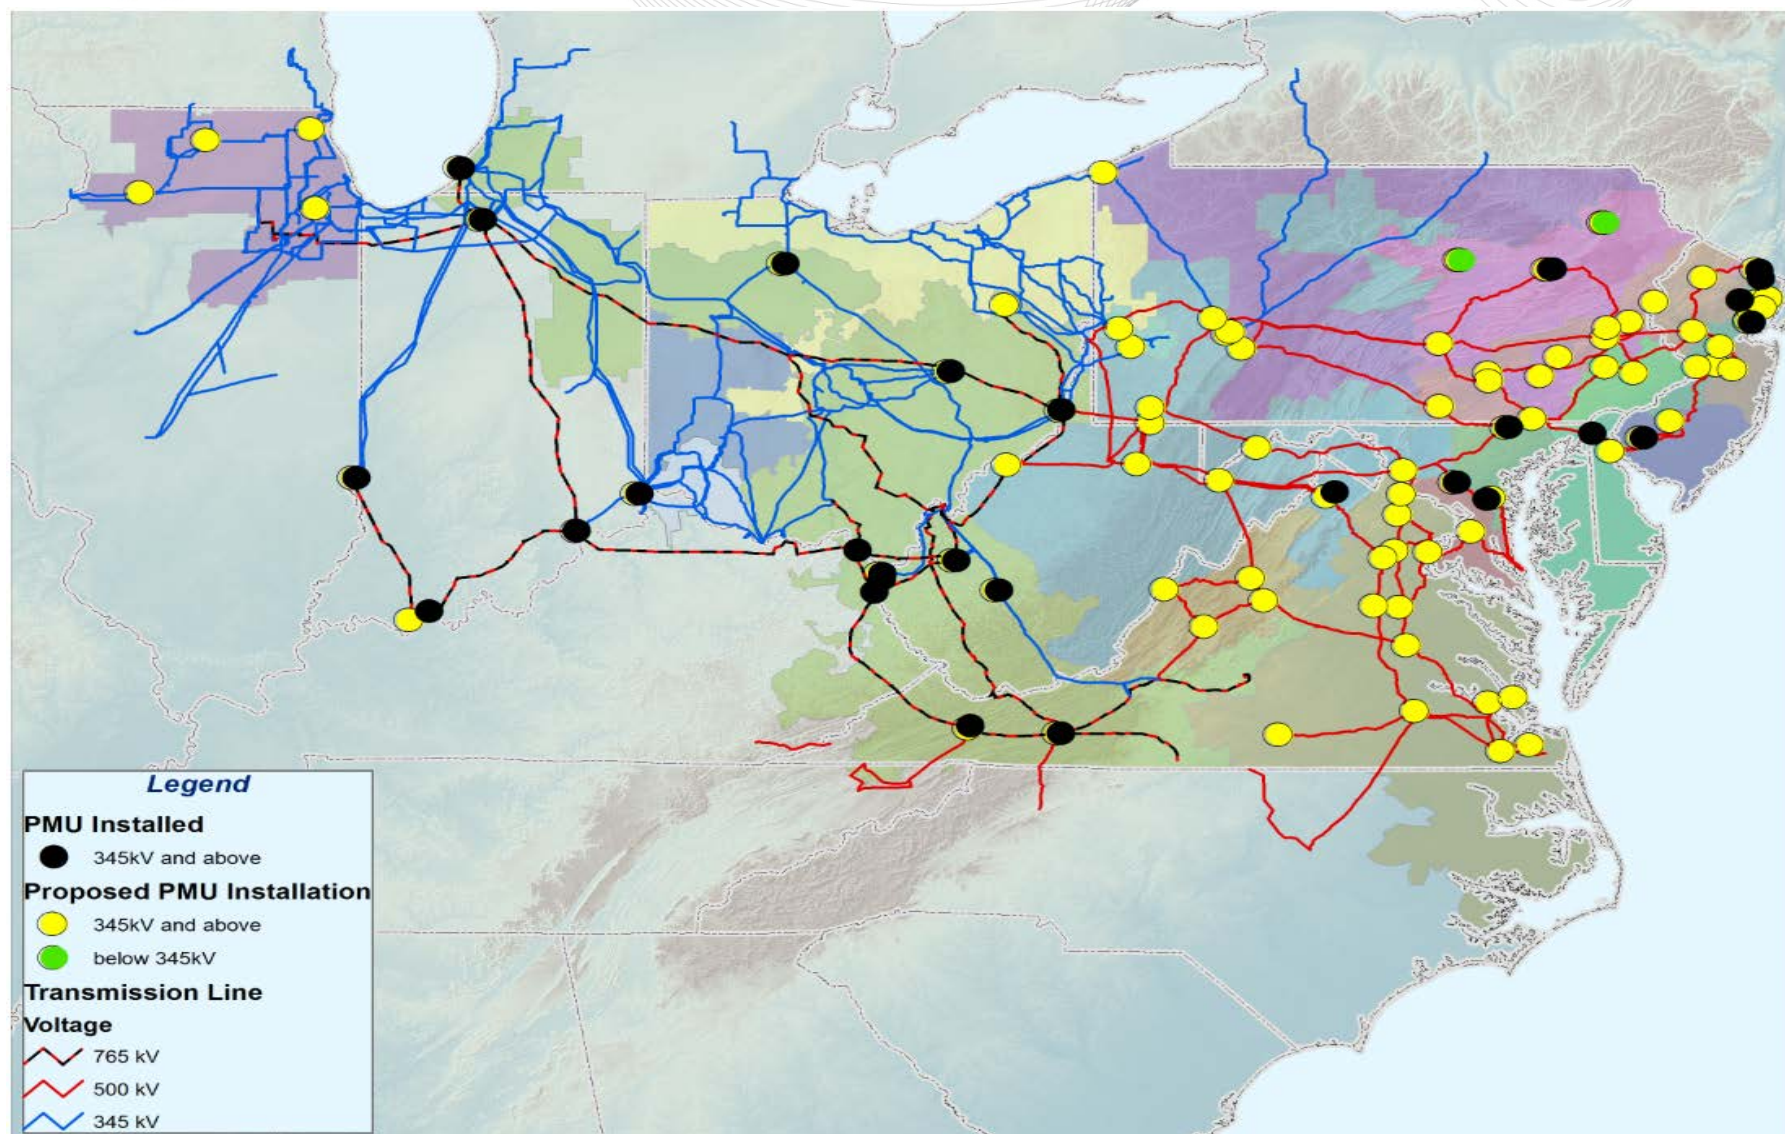 Legend
PMU Installed
345kV and above
Proposed PMU Installation
345kV and above
below 345kV
Transmission Line
Voltage
765 kV
500 kV
345 kV